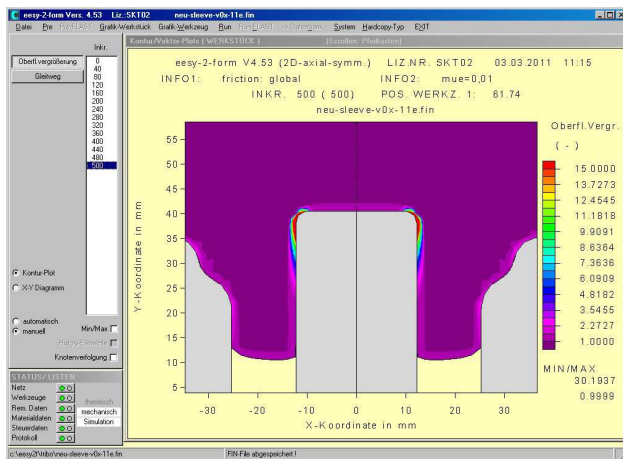 eesy-2-form Vers. 4.53 Liz.:SKT02 neu-sleeve-v0x-11e.fin
Datei Pre Grafik-Werkstück Grafik-Werkzeug Run System Hardcopy-Typ EXIT
Kontur/Vektor-Plots ( WERKSTÜCK ) (Scrollen: Pfeiltasten)
Inkr.
Oberfl.vergrößerung
Gleitweg
0
40
80
120
160
200
240
280
320
360
400
440
480
500
Kontur-Plot
X-Y Diagramm
automatisch
manuell
Min/Max
History-Elemente
Knotenverfolgung
STATUS/ LISTEN
Netz
Werkzeuge
Rem. Daten
Materialdaten
Steuerdaten
Protokoll
thermisch
mechanisch
Simulation
eesy-2-form V4.53 (2D-axial-symm.) LIZ.NR. SKT02 03.03.2011 11:15
INFO1: friction: global INFO2: mue=0,01
INKR. 500 ( 500) POS. WERKZ. 1: 61.74
neu-sleeve-v0x-11e.fin
Y-Koordinate in mm
55
50
45
40
35
30
25
20
15
10
5
-30 -20 -10 0 10 20 30
X-Koordinate in mm
Oberfl.Vergr.
( - )
15.0000
13.7273
12.4545
11.1818
9.9091
8.6364
7.3636
6.0909
4.8182
3.5455
2.2727
1.0000
MIN/MAX
30.1937
0.9999
c:\eesy2f\tribo\neu-sleeve-v0x-11e.fin FIN-File abgespeichert !